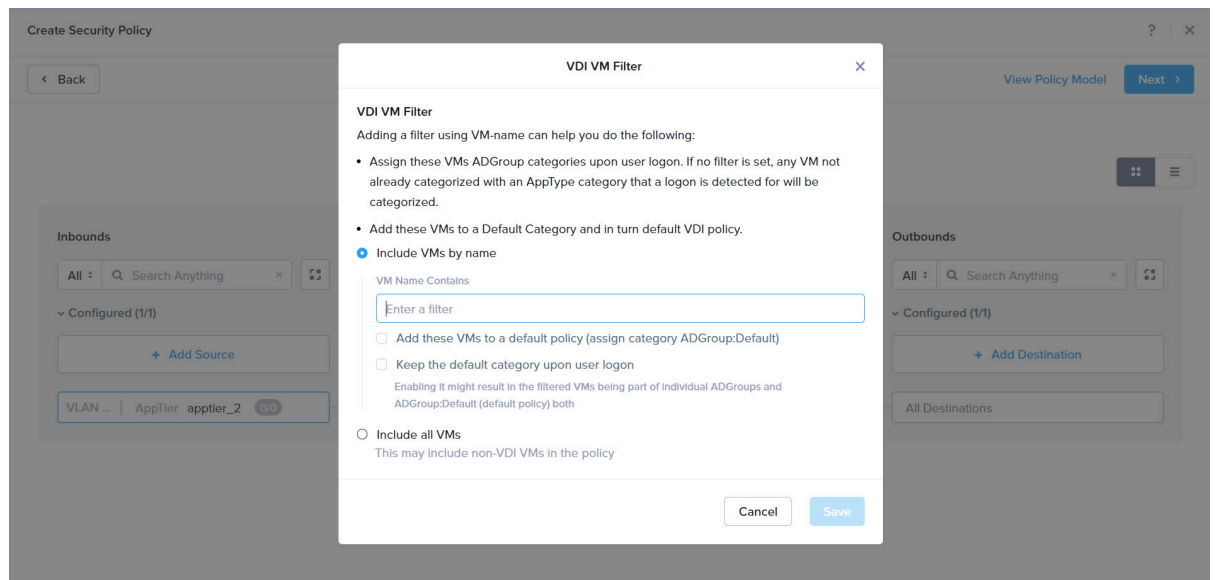 Create Security Policy
?
Back
View Policy Model
Next
VDI VM Filter
VDI VM Filter
Adding a filter using VM-name can help you do the following:
• Assign these VMs ADGroup categories upon user logon. If no filter is set, any VM not
already categorized with an AppType category that a logon is detected for will be
categorized.
• Add these VMs to a Default Category and in turn default VDI policy.
Include VMs by name
VM Name Contains
Enter a filter
Add these VMs to a default policy (assign category ADGroup:Default)
Keep the default category upon user logon
Enabling it might result in the filtered VMs being part of individual ADGroups and
ADGroup:Default (default policy) both
Include all VMs
This may include non-VDI VMs in the policy
Cancel
Save
Inbounds
All
Search Anything
Configured (1/1)
+ Add Source
VLAN ... | AppTier apptier_2 0/0
Outbounds
All
Search Anything
Configured (1/1)
+ Add Destination
All Destinations